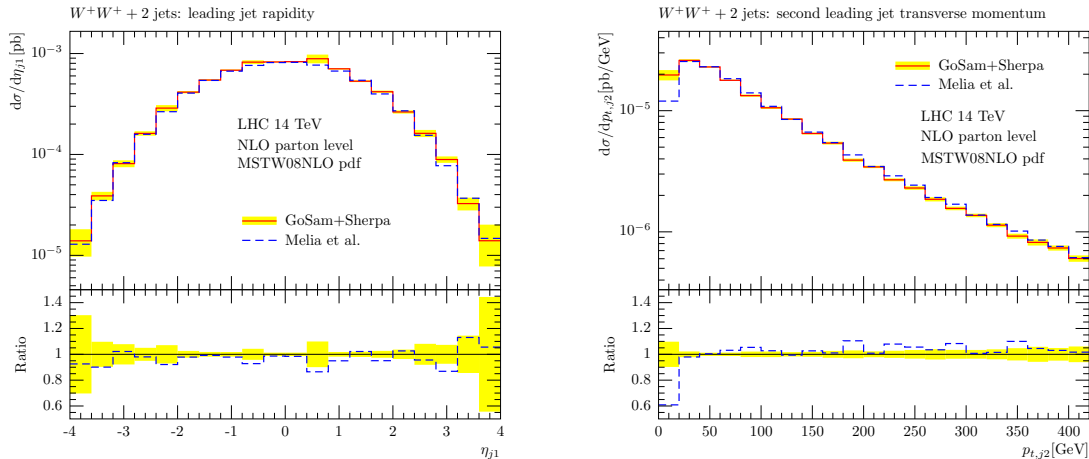 W⁺W⁺ + 2 jets: leading jet rapidity
dσ/dη_{j1}[pb]
10⁻³
10⁻⁴
10⁻⁵
LHC 14 TeV
NLO parton level
MSTW08NLO pdf
GoSam+Sherpa
Melia et al.
Ratio
1.4
1.2
1
0.8
0.6
-4 -3 -2 -1 0 1 2 3 4
η_{j1}
W⁺W⁺ + 2 jets: second leading jet transverse momentum
dσ/dp_{t,j2}[pb/GeV]
10⁻⁵
10⁻⁶
GoSam+Sherpa
Melia et al.
LHC 14 TeV
NLO parton level
MSTW08NLO pdf
Ratio
1.4
1.2
1
0.8
0.6
0 50 100 150 200 250 300 350 400
p_{t,j2}[GeV]